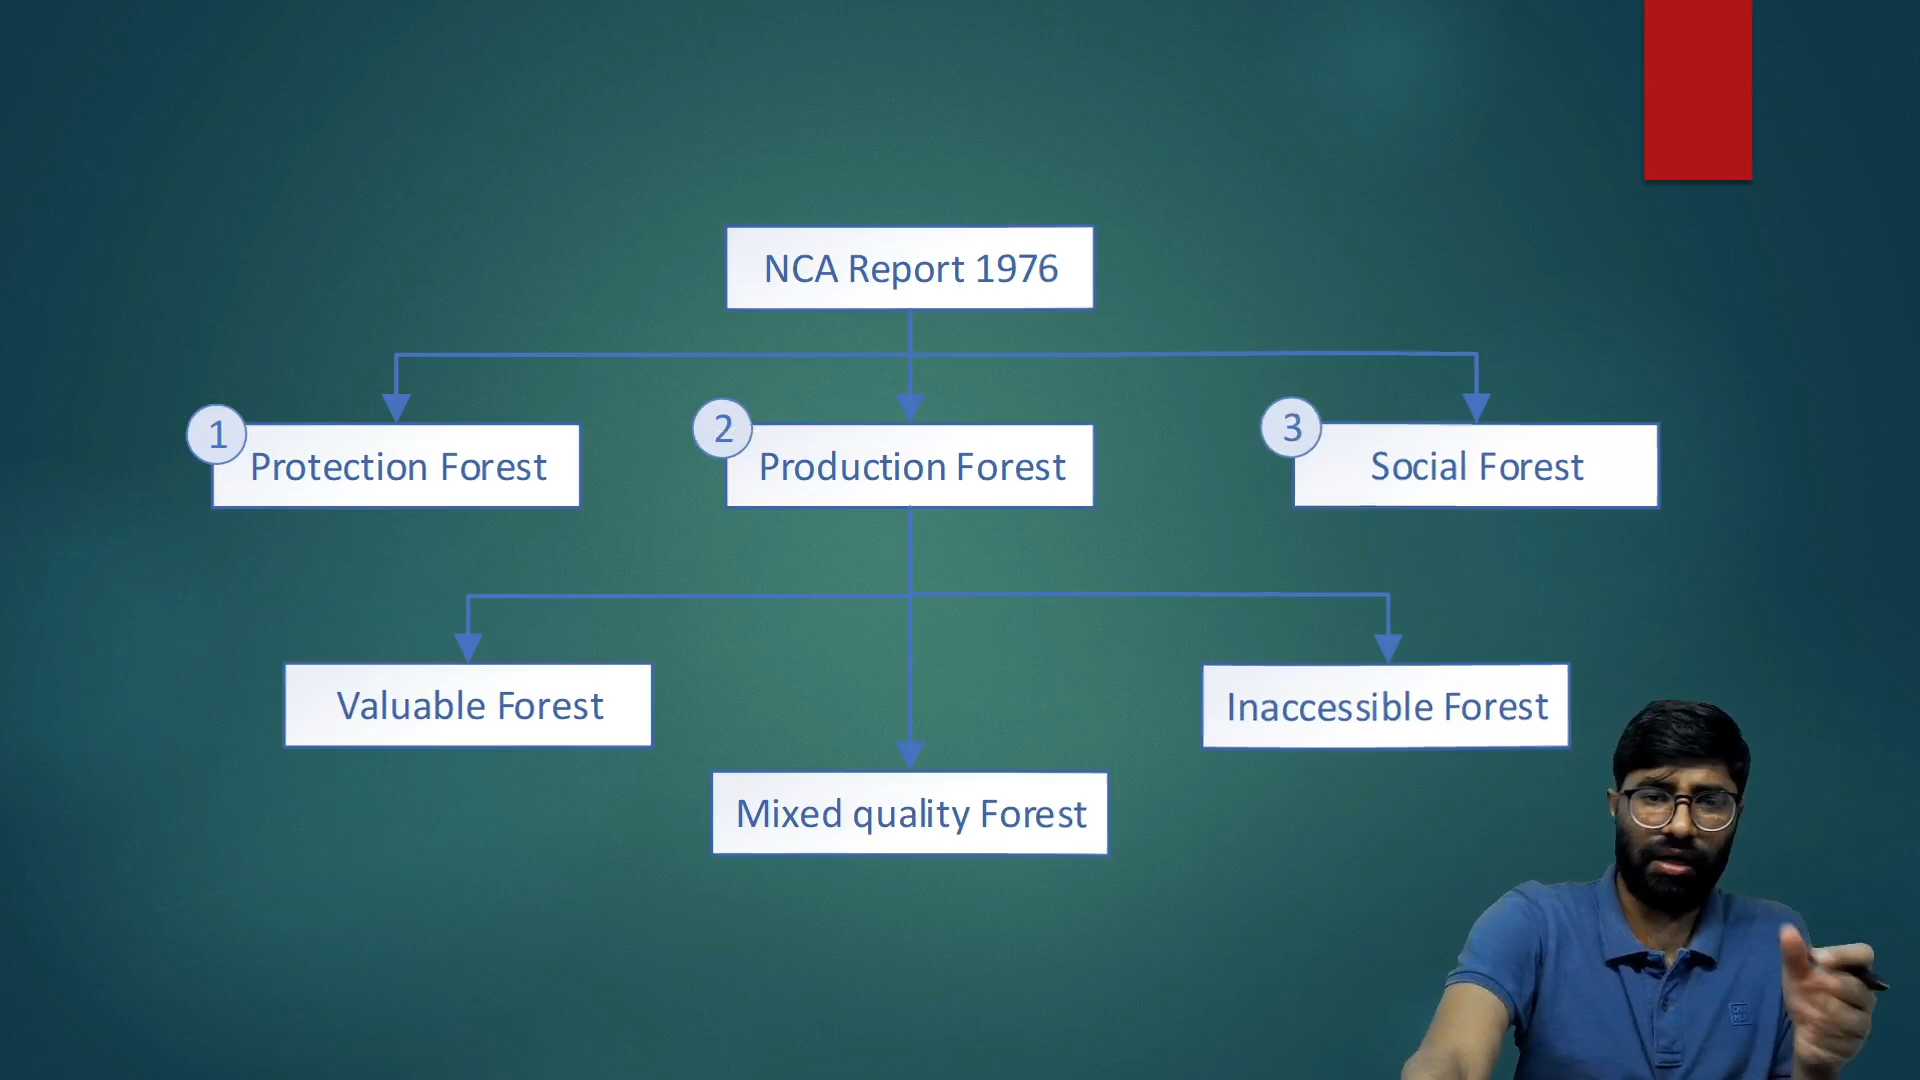 NCA Report 1976
1
Protection Forest
2
Production Forest
3
Social Forest
Valuable Forest
Inaccessible Forest
Mixed quality Forest